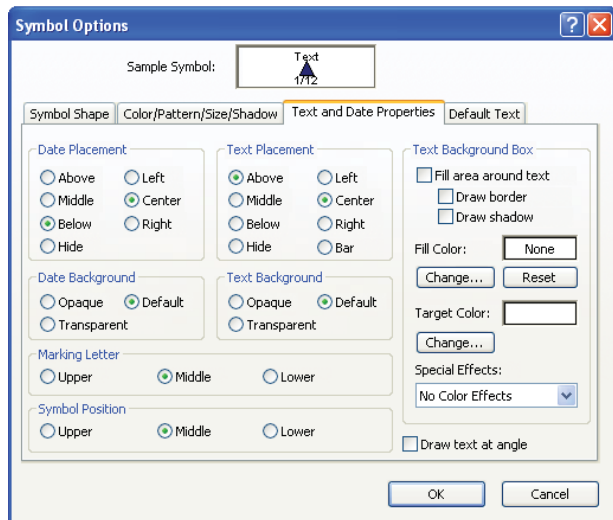 Symbol Options
Sample Symbol:
Text
1/12
Symbol Shape
Color/Pattern/Size/Shadow
Text and Date Properties
Default Text
Date Placement
Above
Left
Middle
Center
Below
Right
Hide
Text Placement
Above
Left
Middle
Center
Below
Right
Hide
Bar
Text Background Box
Fill area around text
Draw border
Draw shadow
Fill Color:
None
Change...
Reset
Target Color:
Change...
Special Effects:
No Color Effects
Date Background
Opaque
Default
Transparent
Text Background
Opaque
Default
Transparent
Marking Letter
Upper
Middle
Lower
Symbol Position
Upper
Middle
Lower
Draw text at angle
OK
Cancel